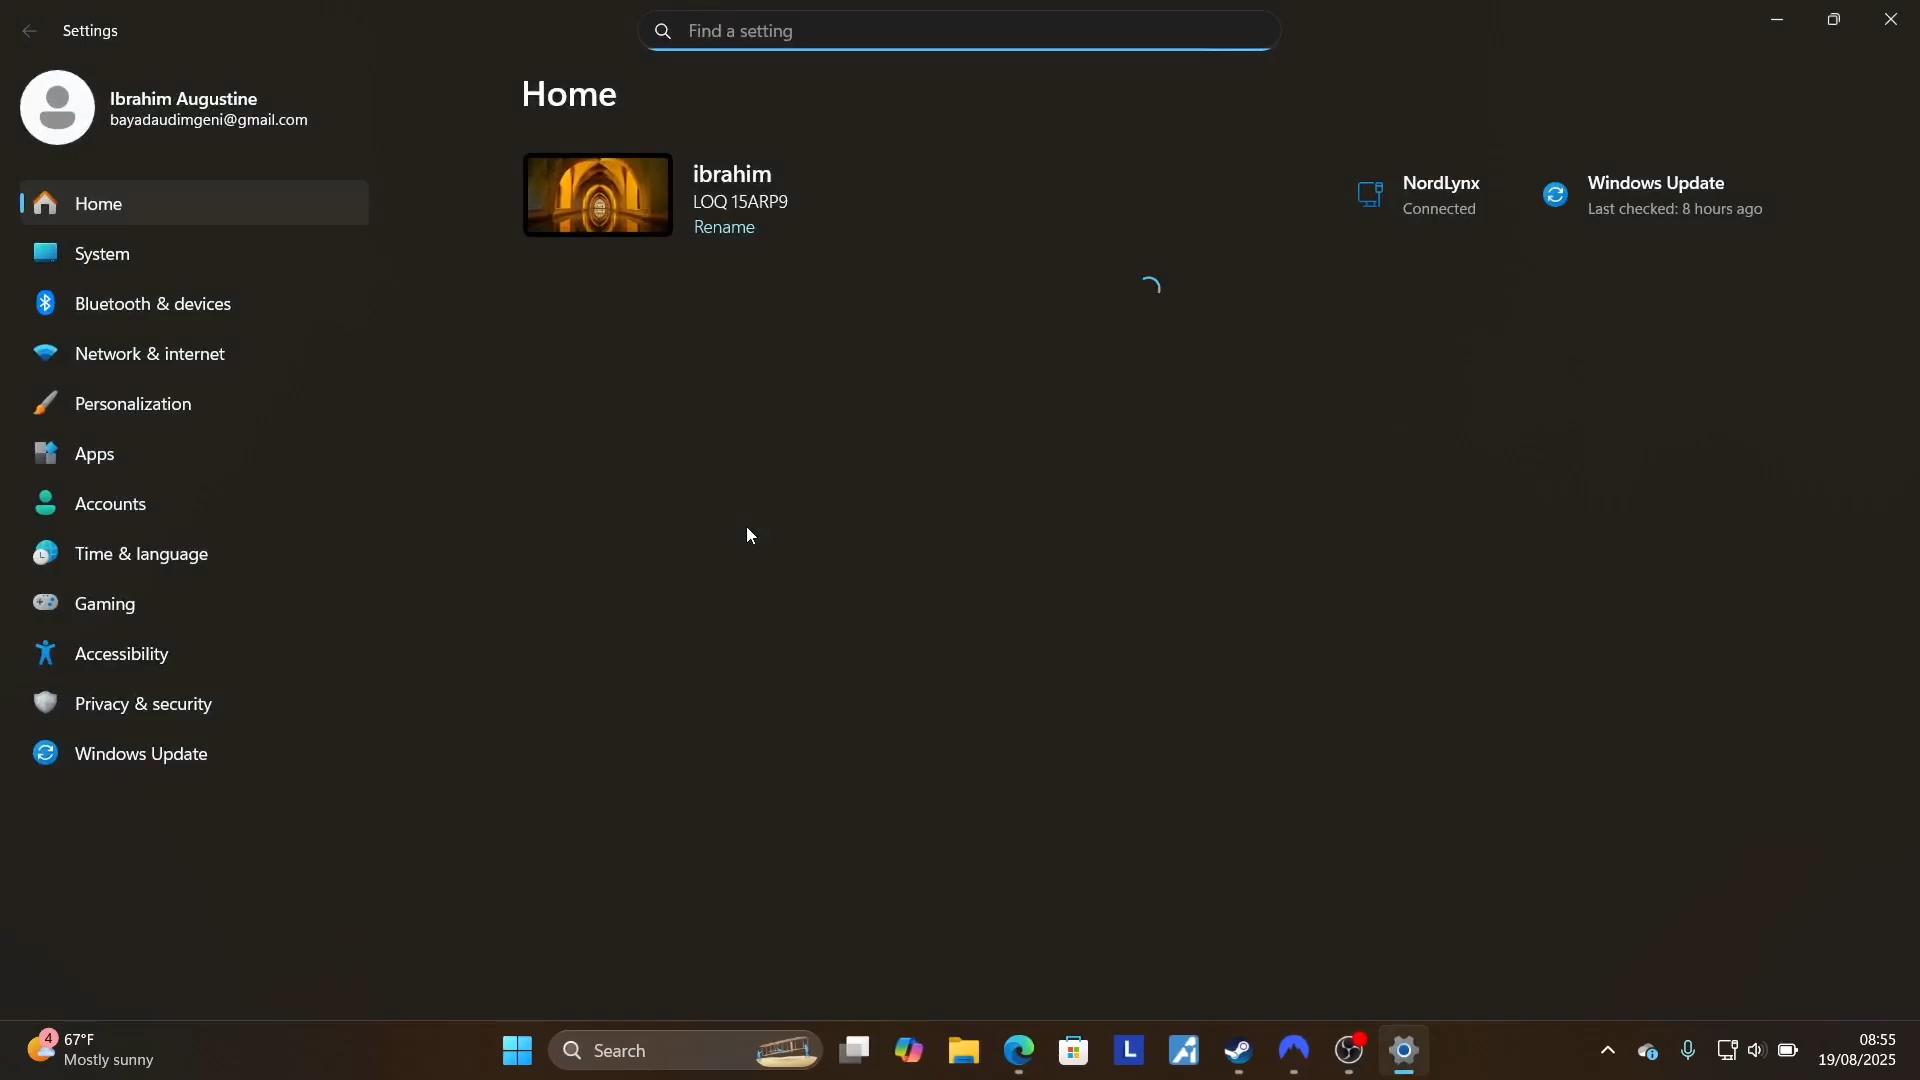 Settings
Find a setting
Ibrahim Augustine
bayadaudimgeni@gmail.com
Home
System
Bluetooth & devices
Network & internet
Personalization
Apps
Accounts
Time & language
Gaming
Accessibility
Privacy & security
Windows Update
Home
ibrahim
LOQ 15ARP9
Rename
NordLynx
Connected
Windows Update
Last checked: 8 hours ago
4
67°F
Mostly sunny
Search
L
08:55
19/08/2025